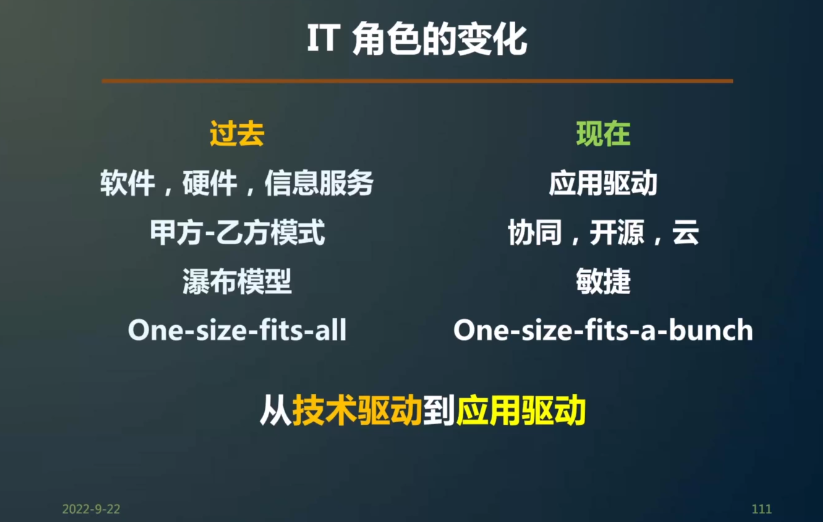 IT 角色的变化
过去
现在
软件，硬件，信息服务
应用驱动
甲方-乙方模式
协同，开源，云
瀑布模型
敏捷
One-size-fits-all
One-size-fits-a-bunch
从技术驱动到应用驱动
2022-9-22
111